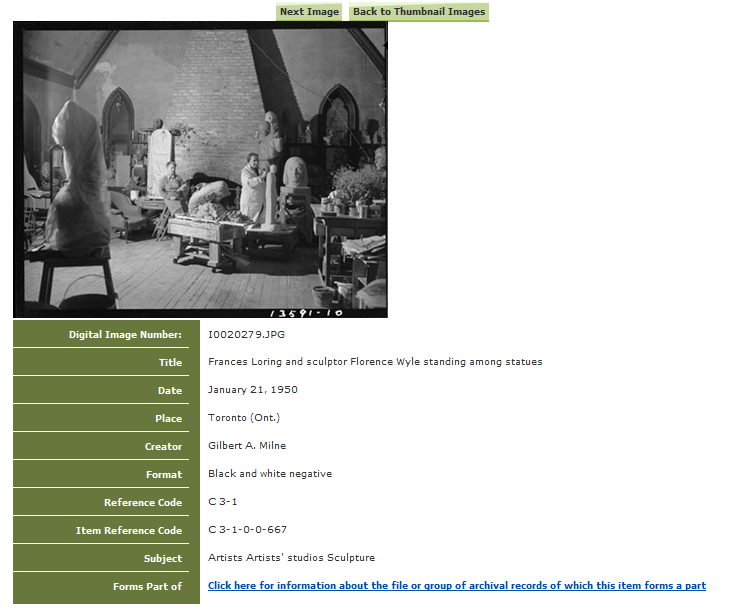 Next Image Back to Thumbnail Images
13591-10
Digital Image Number: I0020279.JPG
Title Frances Loring and sculptor Florence Wyle standing among statues
Date January 21, 1950
Place Toronto (Ont.)
Creator Gilbert A. Milne
Format Black and white negative
Reference Code C 3-1
Item Reference Code C 3-1-0-0-667
Subject Artists Artists' studios Sculpture
Forms Part of Click here for information about the file or group of archival records of which this item forms a part